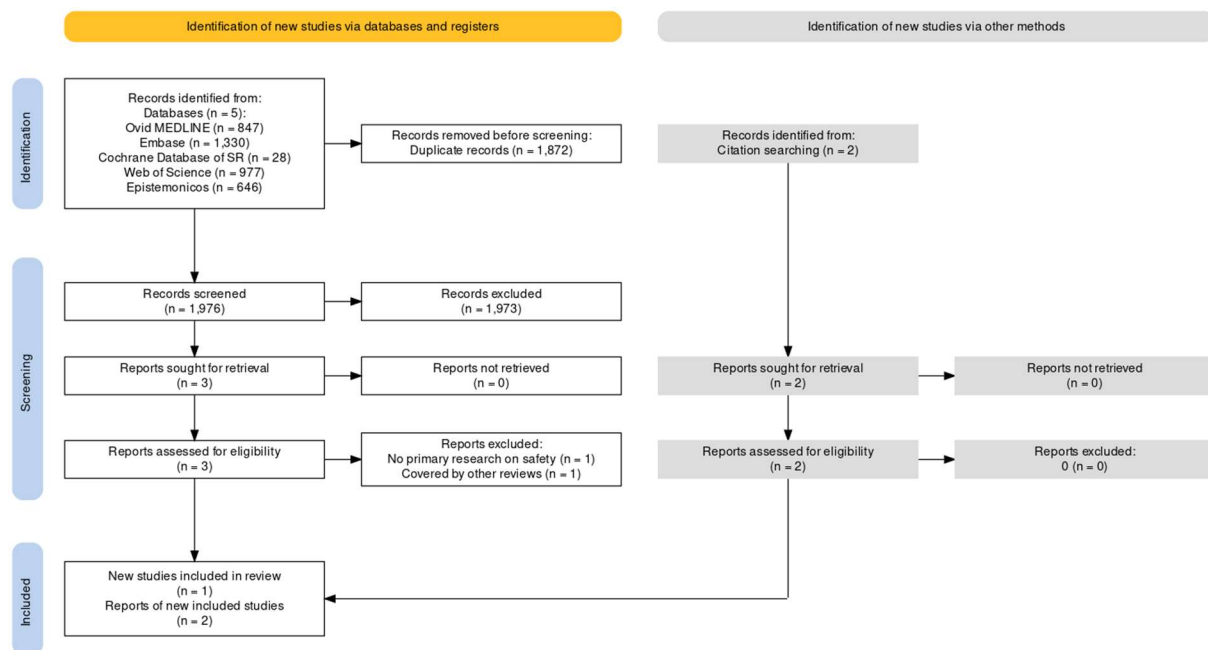 Identification of new studies via databases and registers
Identification of new studies via other methods
Identification
Records identified from:
Databases (n = 5):
Ovid MEDLINE (n = 847)
Embase (n = 1,330)
Cochrane Database of SR (n = 28)
Web of Science (n = 977)
Epistemonicos (n = 646)
Records removed before screening:
Duplicate records (n = 1,872)
Records identified from:
Citation searching (n = 2)
Screening
Records screened
(n = 1,976)
Records excluded
(n = 1,973)
Reports sought for retrieval
(n = 3)
Reports not retrieved
(n = 0)
Reports sought for retrieval
(n = 2)
Reports not retrieved
(n = 0)
Reports assessed for eligibility
(n = 3)
Reports excluded:
No primary research on safety (n = 1)
Covered by other reviews (n = 1)
Reports assessed for eligibility
(n = 2)
Reports excluded:
0 (n = 0)
Included
New studies included in review
(n = 1)
Reports of new included studies
(n = 2)